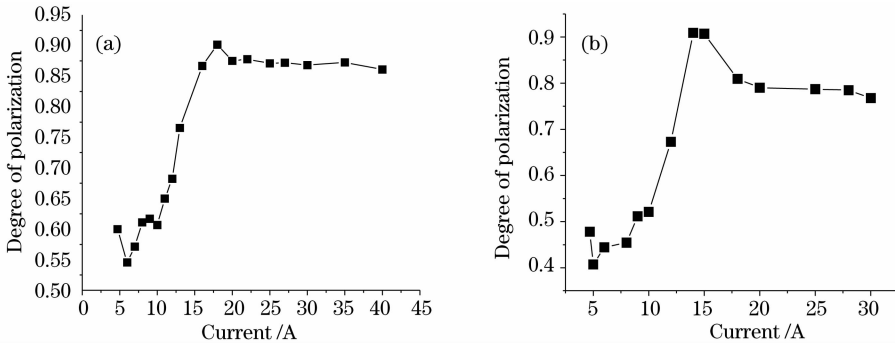 0.95
0.90
0.85
0.80
0.70
0.65
0.60
0.55
0.50
Degree of polarization
(a)
0 5 10 15 20 25 30 35 40 45
Current /A
0.9
0.8
0.7
0.6
0.5
0.4
Degree of polarization
(b)
5 10 15 20 25 30
Current /A